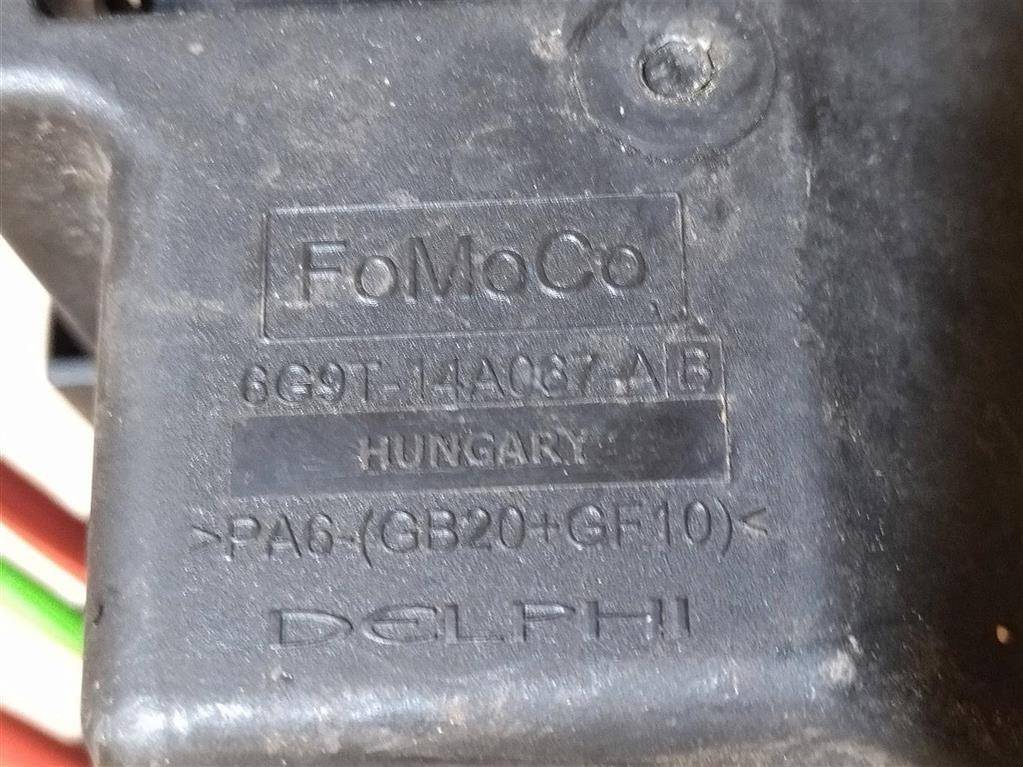 FoMoCo
6G9T-14A067-AB
HUNGARY
>PA6-(GB20+GF10)<
DELPHI